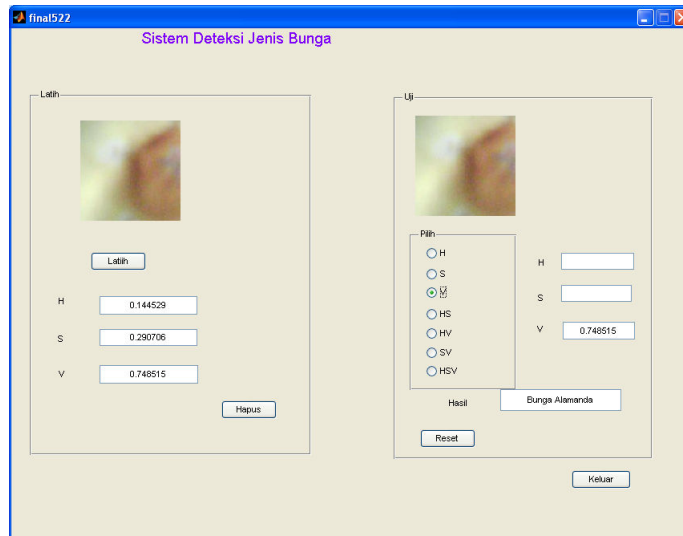 final522
Sistem Deteksi Jenis Bunga
Latih
Latiih
H 0.144529
S 0.290706
V 0.748515
Hapus
Uji
Pilih
H
S
V
HS
HV
SV
HSV
H
S
V 0.748515
Hasil Bunga Alamanda
Reset
Keluar